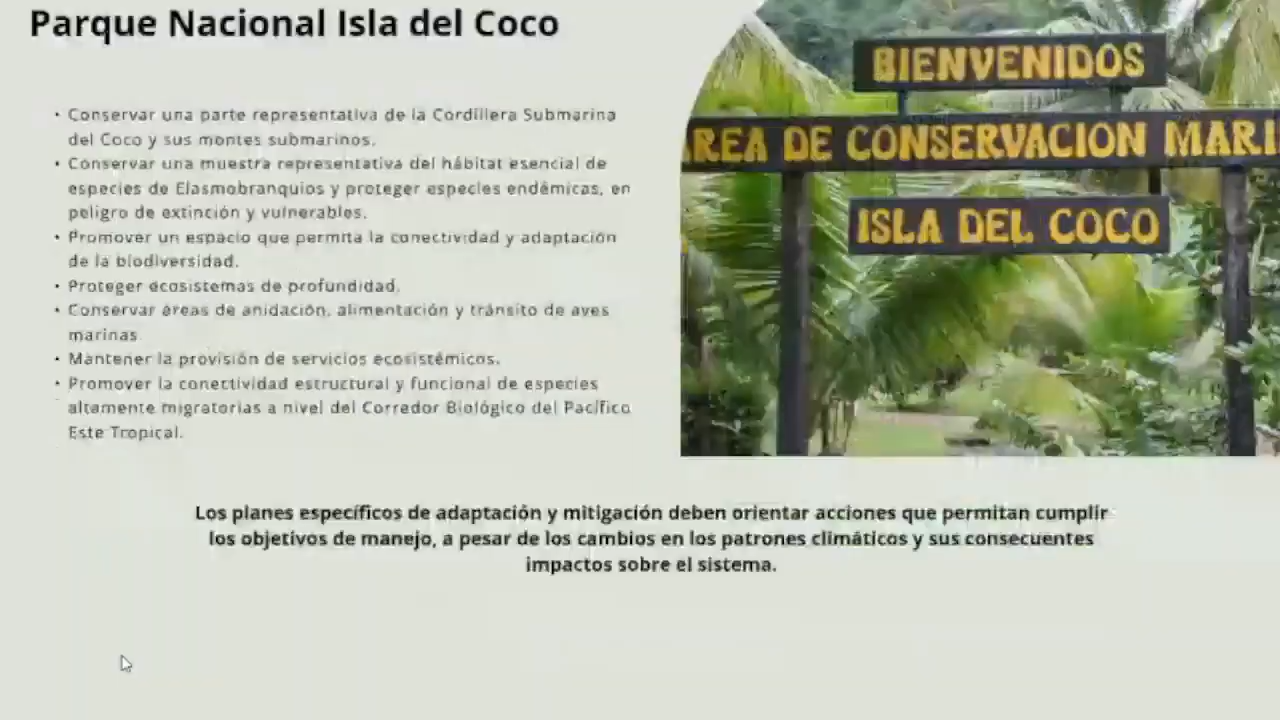 Parque Nacional Isla del Coco
• Conservar una parte representativa de la Cordillera Submarina
del Coco y sus montes submarinos.
• Conservar una muestra representativa del hábitat esencial de
especies de Elasmobranquios y proteger especies endémicas, en
peligro de extinción y vulnerables.
• Promover un espacio que permita la conectividad y adaptación
de la biodiversidad.
• Proteger ecosistemas de profundidad.
• Conservar áreas de anidación, alimentación y tránsito de aves
marinas
• Mantener la provisión de servicios ecosistémicos.
• Promover la conectividad estructural y funcional de especies
altamente migratorias a nivel del Corredor Biológico del Pacífico
Este Tropical.
BIENVENIDOS
REA DE CONSERVACION MARI
ISLA DEL COCO
Los planes específicos de adaptación y mitigación deben orientar acciones que permitan cumplir
los objetivos de manejo, a pesar de los cambios en los patrones climáticos y sus consecuentes
impactos sobre el sistema.